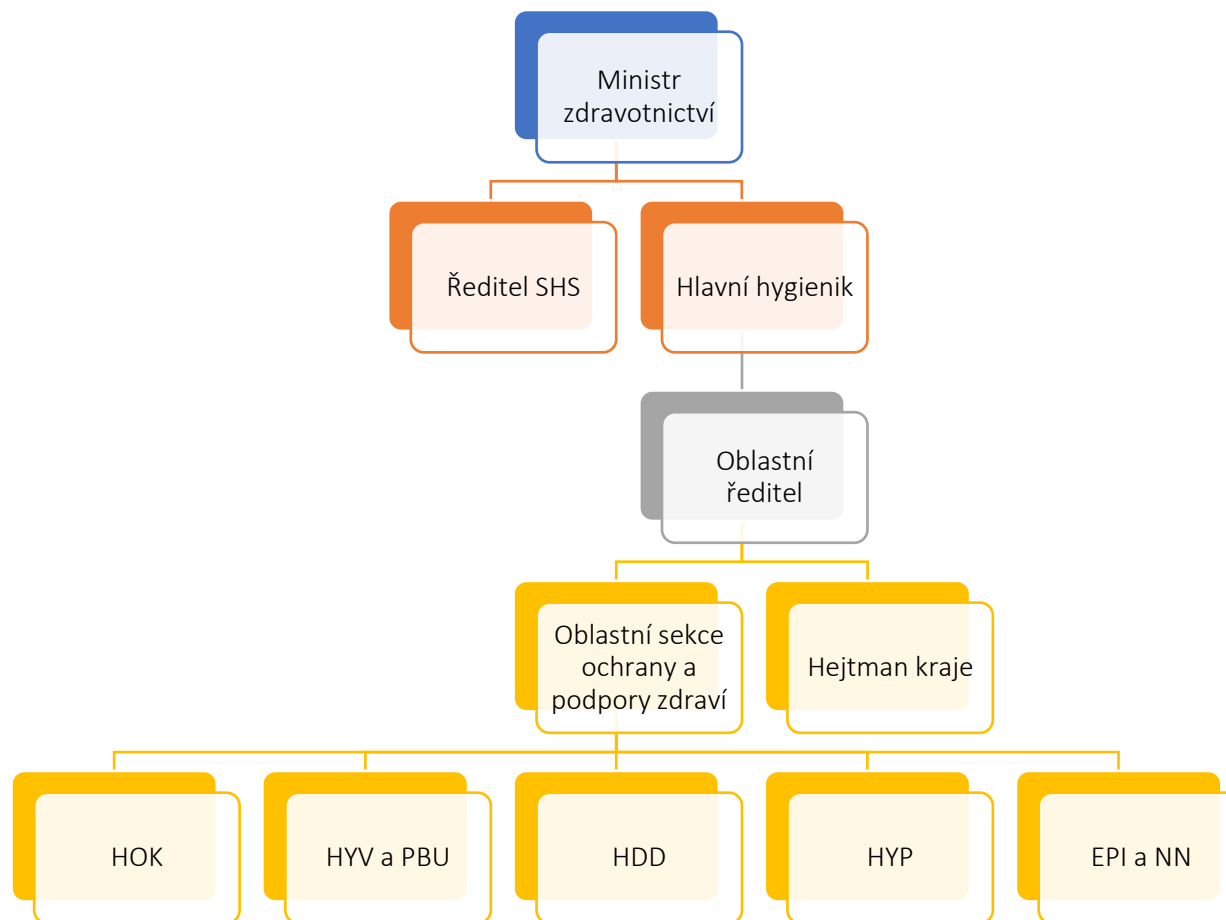 Ministr
zdravotnictví
Ředitel SHS
Hlavní hygienik
Oblastní
ředitel
Oblastní sekce
ochrany a
podpory zdraví
Hejtman kraje
HOK
HYV a PBU
HDD
HYP
EPI a NN